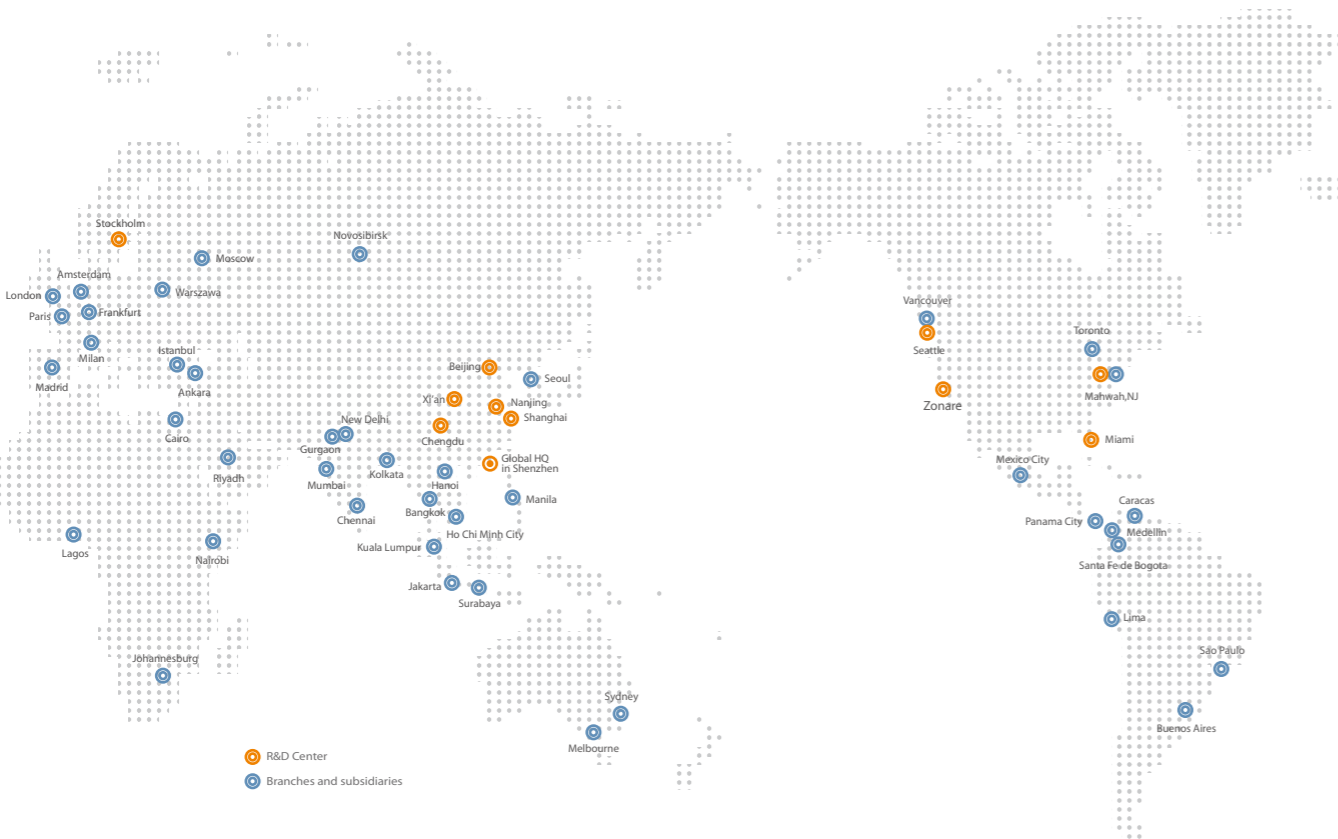 Stockholm
Novosibirsk
Moscow
Amsterdam
London
Warszawa
Paris
Frankfurt
Milan
Istanbul
Madrid
Ankara
Beijing
Seoul
Xi'an
Nanjing
Shanghai
Cairo
New Delhi
Gurgaon
Chengdu
Riyadh
Mumbai
Kolkata
Global HQ
in Shenzhen
Hanoi
Chennai
Bangkok
Manila
Lagos
Nairobi
Ho Chi Minh City
Kuala Lumpur
Jakarta
Surabaya
Johannesburg
Sydney
Melbourne
Vancouver
Seattle
Toronto
Zonare
Mahwah,NJ
Miami
Mexico City
Caracas
Panama City
Medellin
Santa Fe de Bogota
Lima
Sao Paulo
Buenos Aires
R&D Center
Branches and subsidiaries